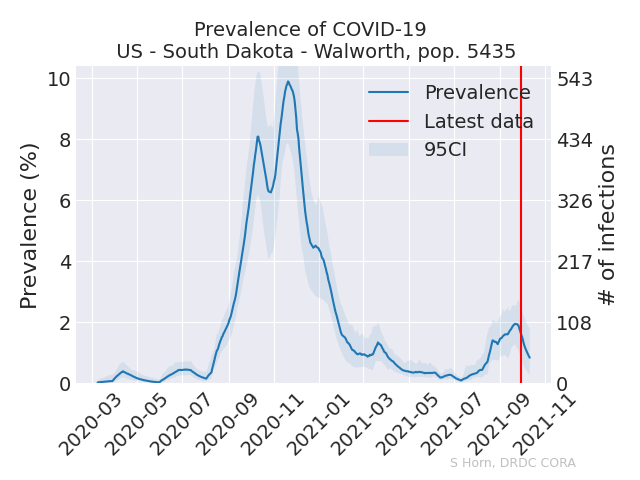 Prevalence of COVID-19
US - South Dakota - Walworth, pop. 5435
Prevalence (%)
10
8
6
4
2
0
Prevalence
Latest data
95CI
543
434
326
217
108
0
# of infections
2020-03
2020-05
2020-07
2020-09
2020-11
2021-01
2021-03
2021-05
2021-07
2021-09
2021-11
S Horn, DRDC CORA